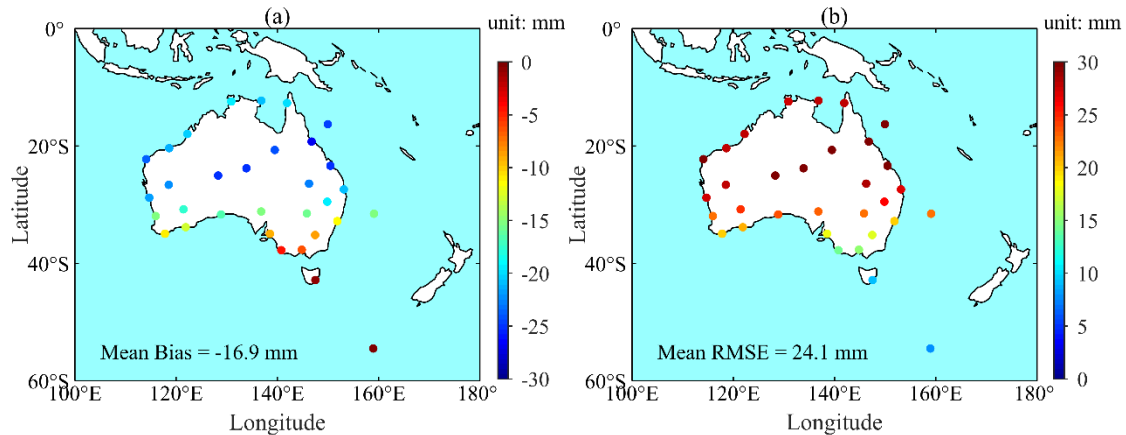 (a)
unit: mm
0°
20°S
40°S
60°S
Latitude
100°E
120°E
140°E
160°E
180°
Longitude
Mean Bias = -16.9 mm
0
-5
-10
-15
-20
-25
-30
(b)
unit: mm
0°
20°S
40°S
60°S
Latitude
100°E
120°E
140°E
160°E
180°
Longitude
Mean RMSE = 24.1 mm
30
25
20
15
10
5
0